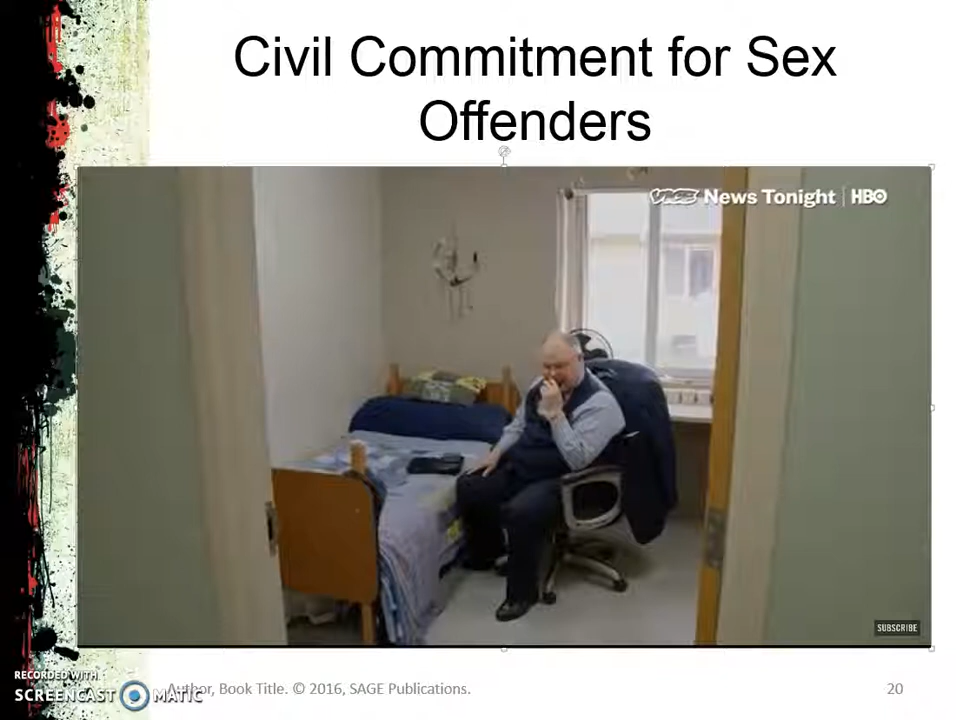 Civil Commitment for Sex
Offenders
VICE News Tonight | HBO
SUBSCRIBE
RECORDED WITH
SCREENCAST MATIC
Author, Book Title. © 2016, SAGE Publications.
20